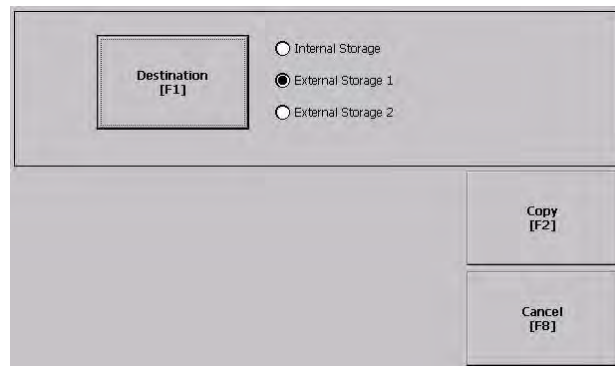 Destination
[F1]
Internal Storage
External Storage 1
External Storage 2
Copy
[F2]
Cancel
[F8]